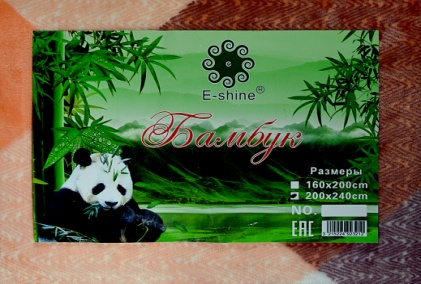 E-shine®
Бамбук
Размеры
160x200cm
200x240cm
NO.
EAC